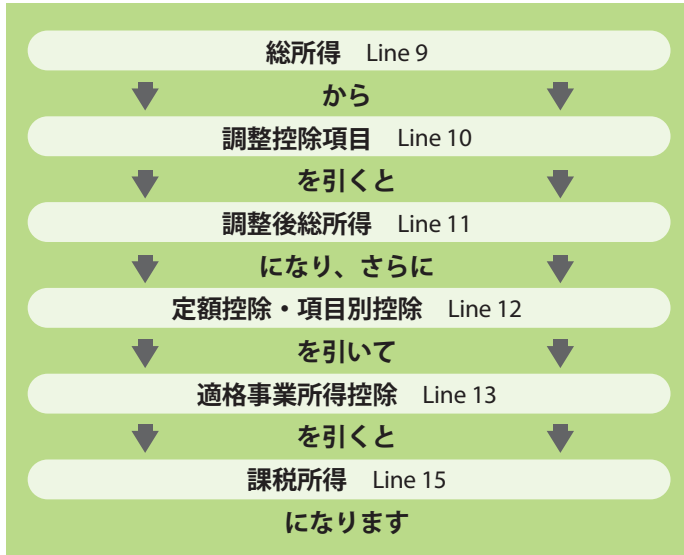 総所得 Line 9
から
調整控除項目 Line 10
を引くと
調整後総所得 Line 11
になり、さらに
定額控除・項目別控除 Line 12
を引いて
適格事業所得控除 Line 13
を引くと
課税所得 Line 15
になります